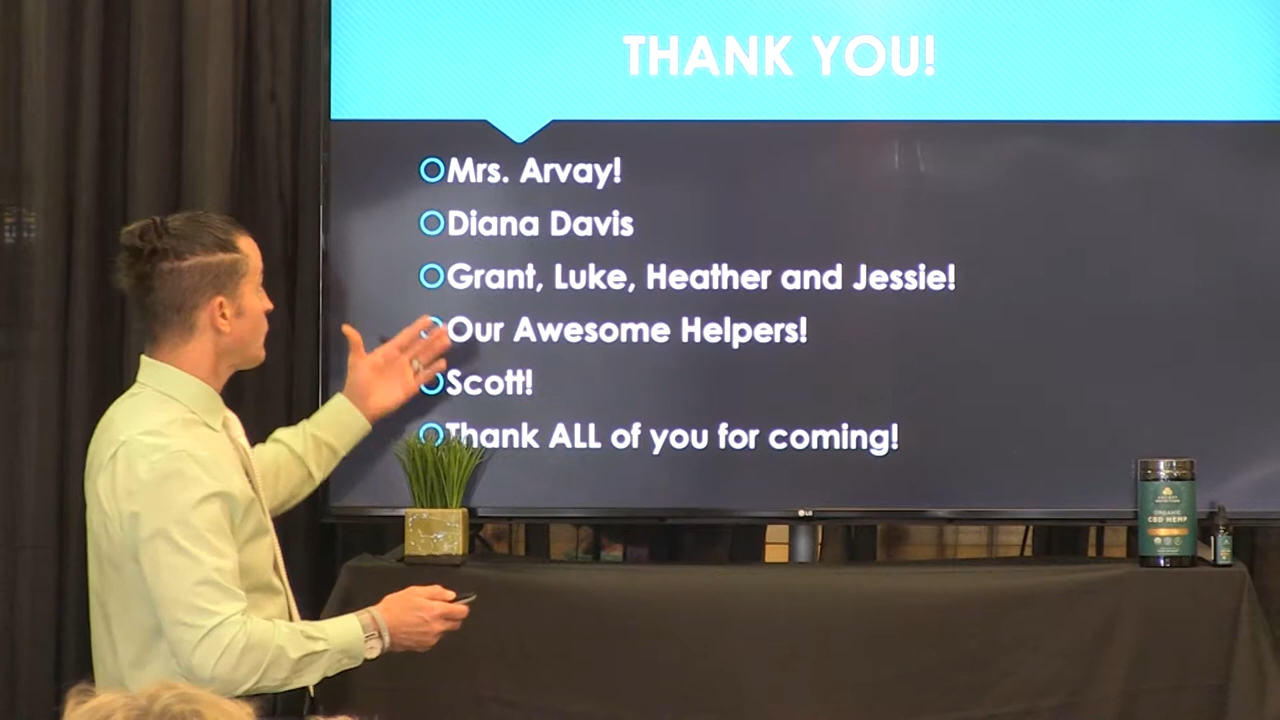 THANK YOU!
Mrs. Arvay!
Diana Davis
Grant, Luke, Heather and Jessie!
Our Awesome Helpers!
Scott!
Thank ALL of you for coming!
LG
ORGANIC
CBD HEMP